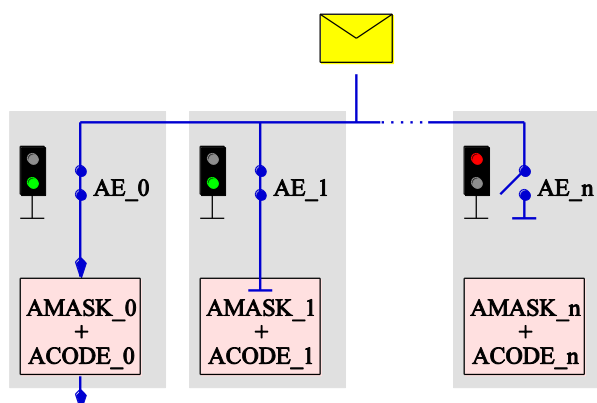 AE_0
AE_1
AE_n
AMASK_0
+
ACODE_0
AMASK_1
+
ACODE_1
AMASK_n
+
ACODE_n